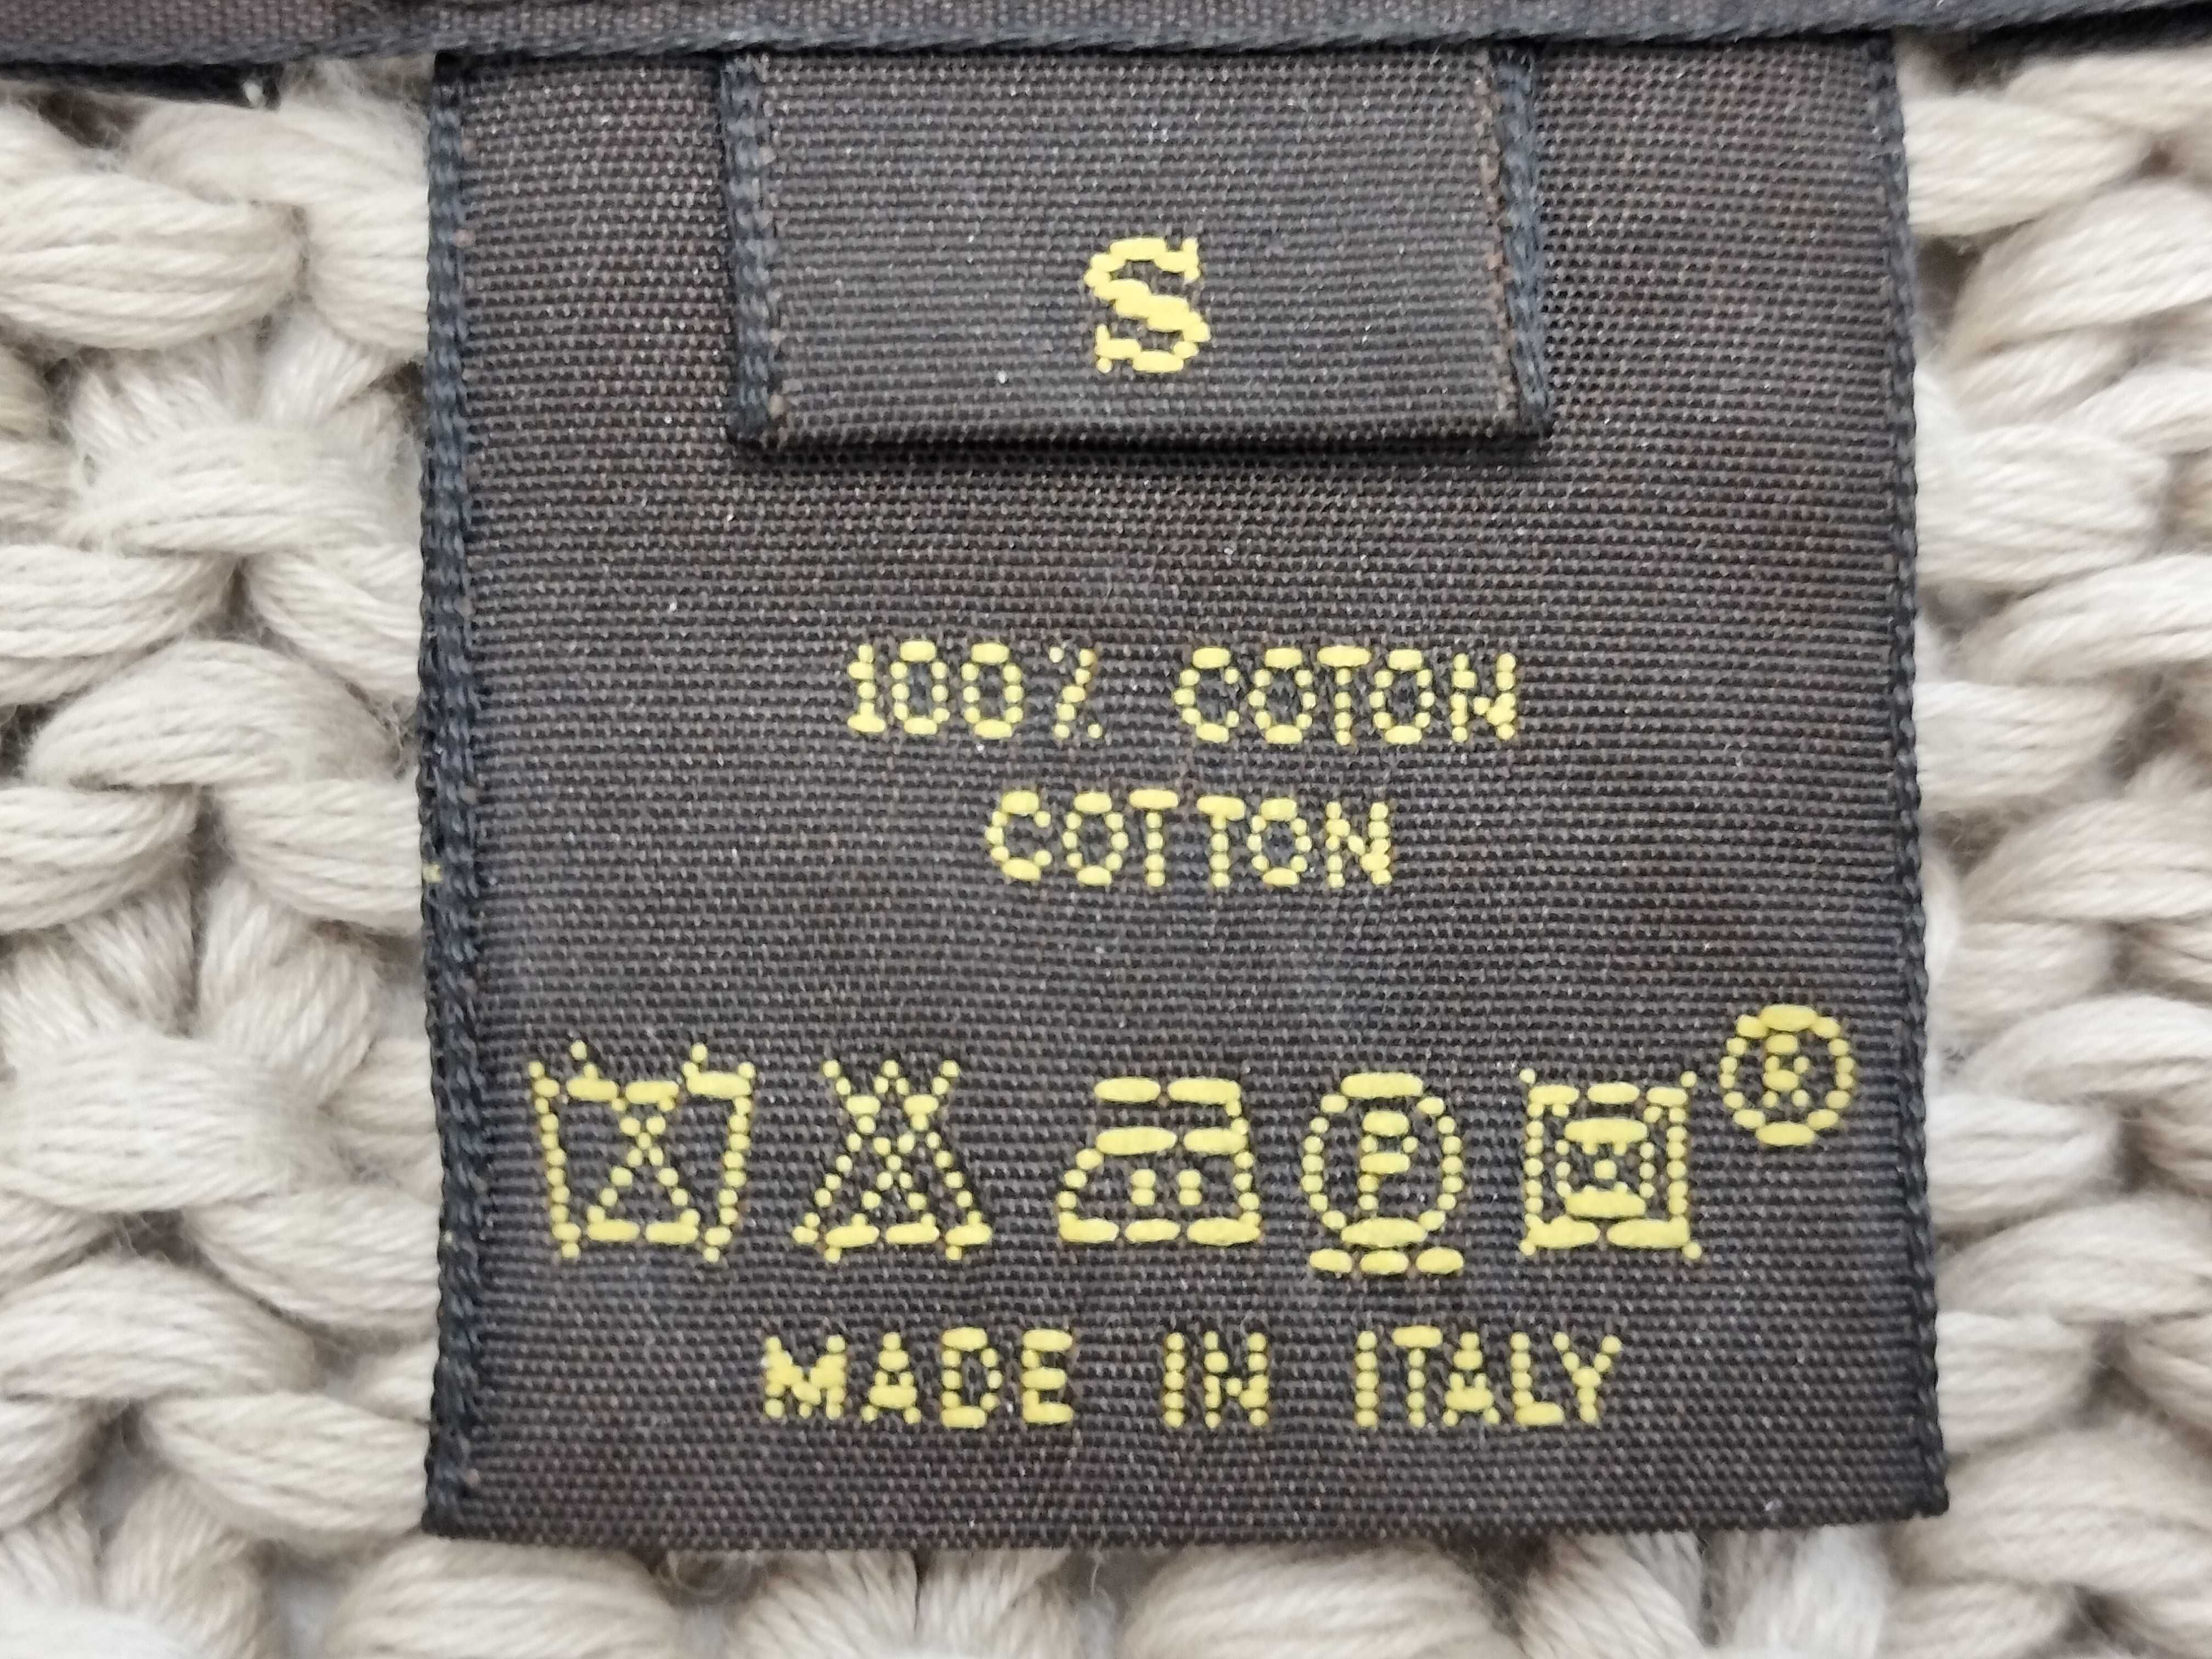 S
100% COTON
COTTON
P
®
MADE IN ITALY